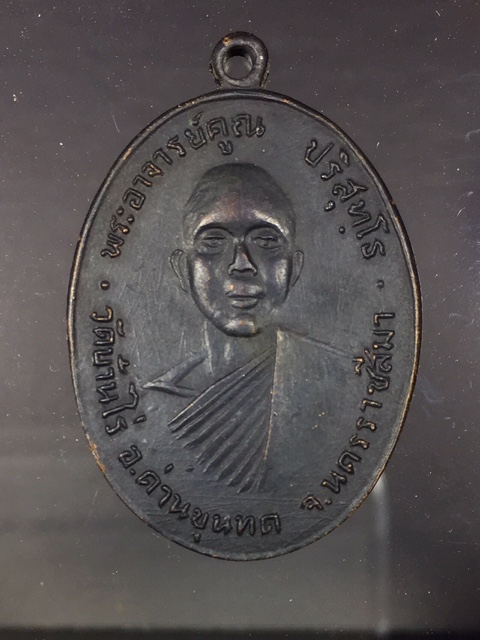 พระอาจารย์คูณ ปริสุทฺโร
วัดบ้านไร่ อ.ด่านขุนทด จ.นครราชสีมา